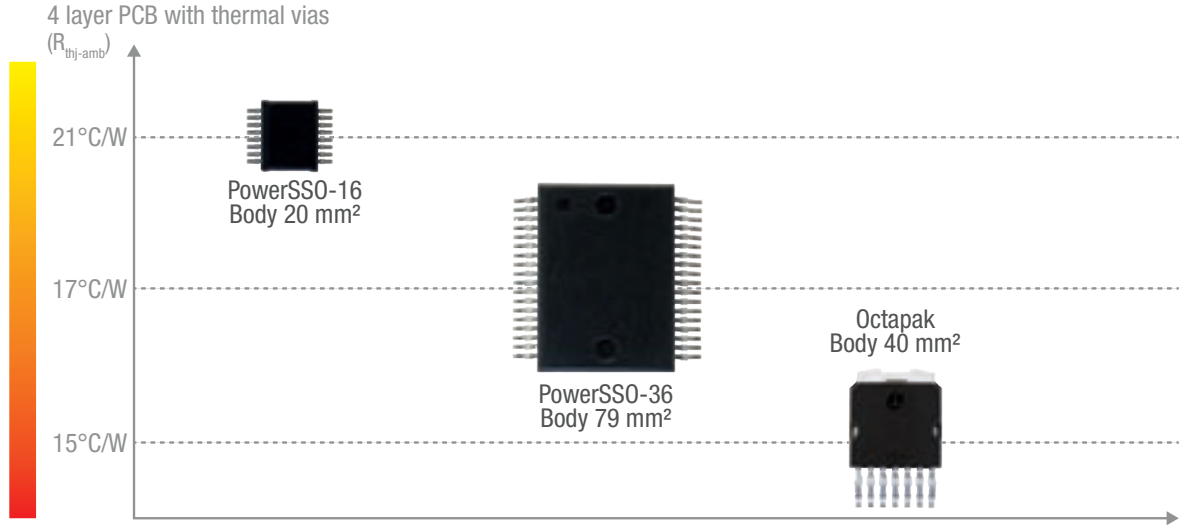 4 layer PCB with thermal vias
(Rthj-amb)
21°C/W
PowerSSO-16
Body 20 mm²
17°C/W
Octapak
Body 40 mm²
PowerSSO-36
Body 79 mm²
15°C/W